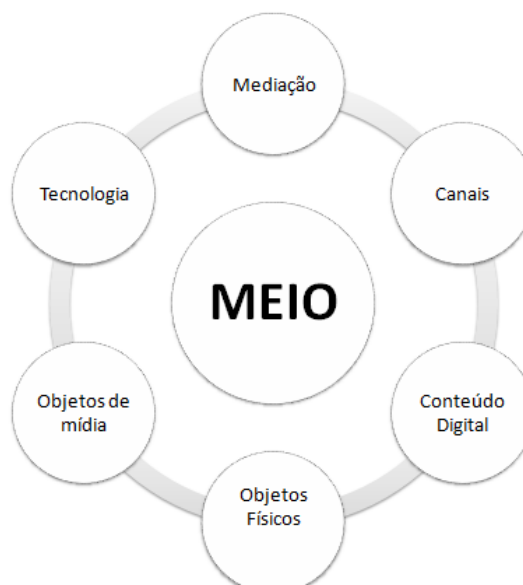 Mediação
Tecnologia
Canais
MEIO
Objetos de
mídia
Conteúdo
Digital
Objetos
Físicos